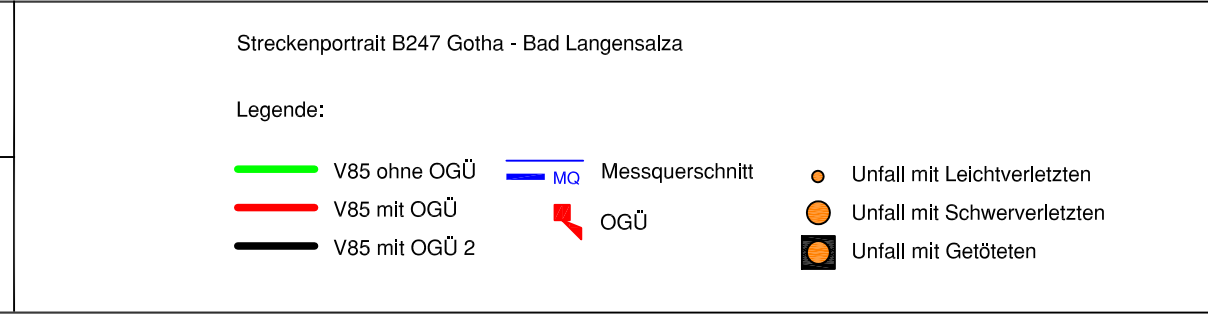 Streckenportrait B247 Gotha - Bad Langensalza
Legende:
V85 ohne OGÜ
V85 mit OGÜ
V85 mit OGÜ 2
MQ Messquerschnitt
OGÜ
Unfall mit Leichtverletzten
Unfall mit Schwerverletzten
Unfall mit Getöteten